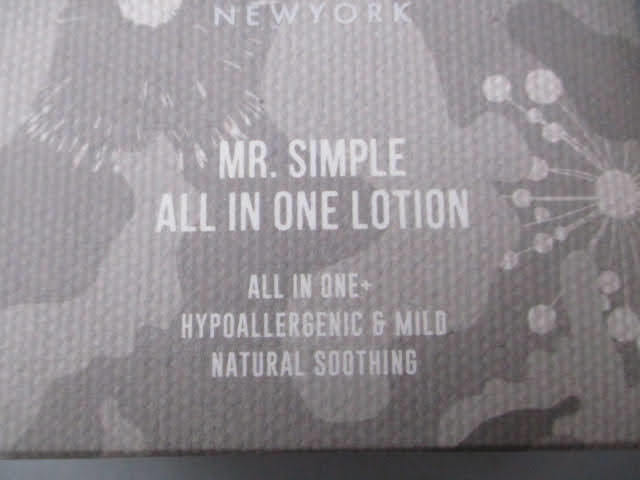 NEWYORK
MR. SIMPLE
ALL IN ONE LOTION
ALL IN ONE+
HYPOALLERGENIC & MILD
NATURAL SOOTHING